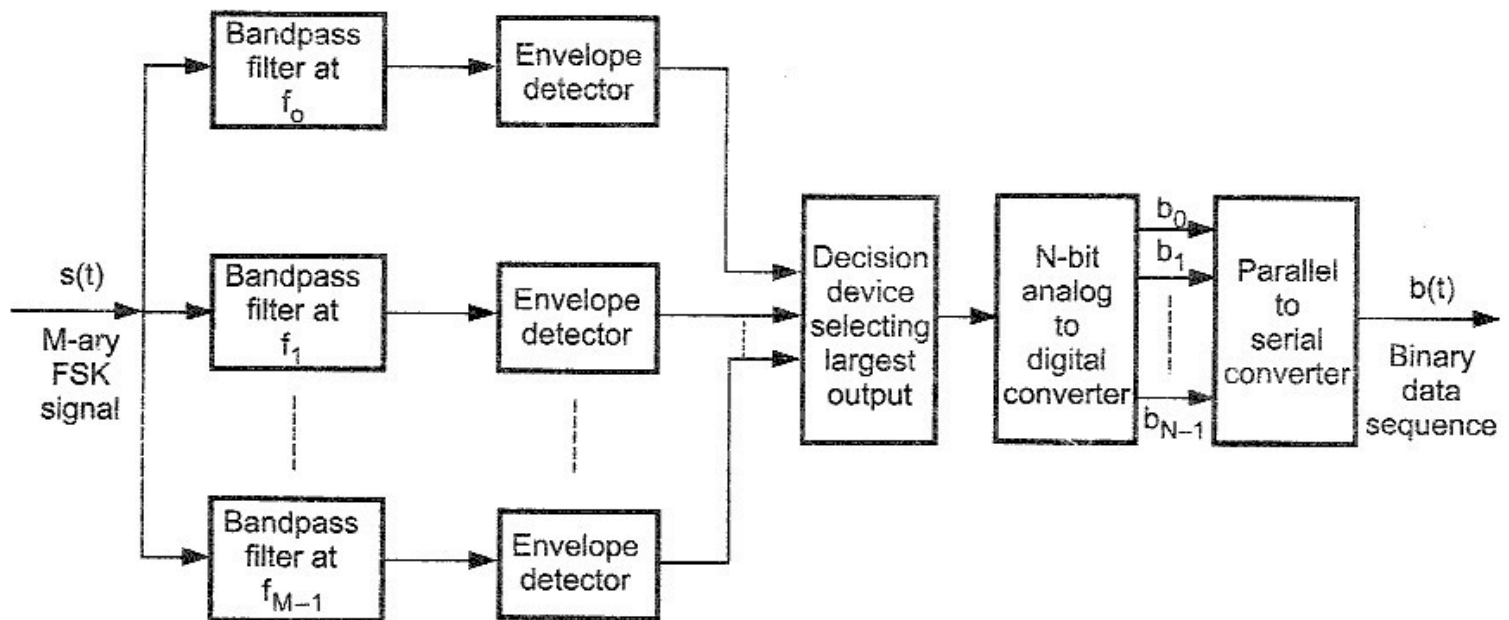 Bandpass
filter at
f₀
Envelope
detector
s(t)
M-ary
FSK
signal
Bandpass
filter at
f₁
Envelope
detector
Bandpass
filter at
f_M–1
Envelope
detector
Decision
device
selecting
largest
output
N-bit
analog
to
digital
converter
b₀
b₁
b_N–1
Parallel
to
serial
converter
b(t)
Binary
data
sequence